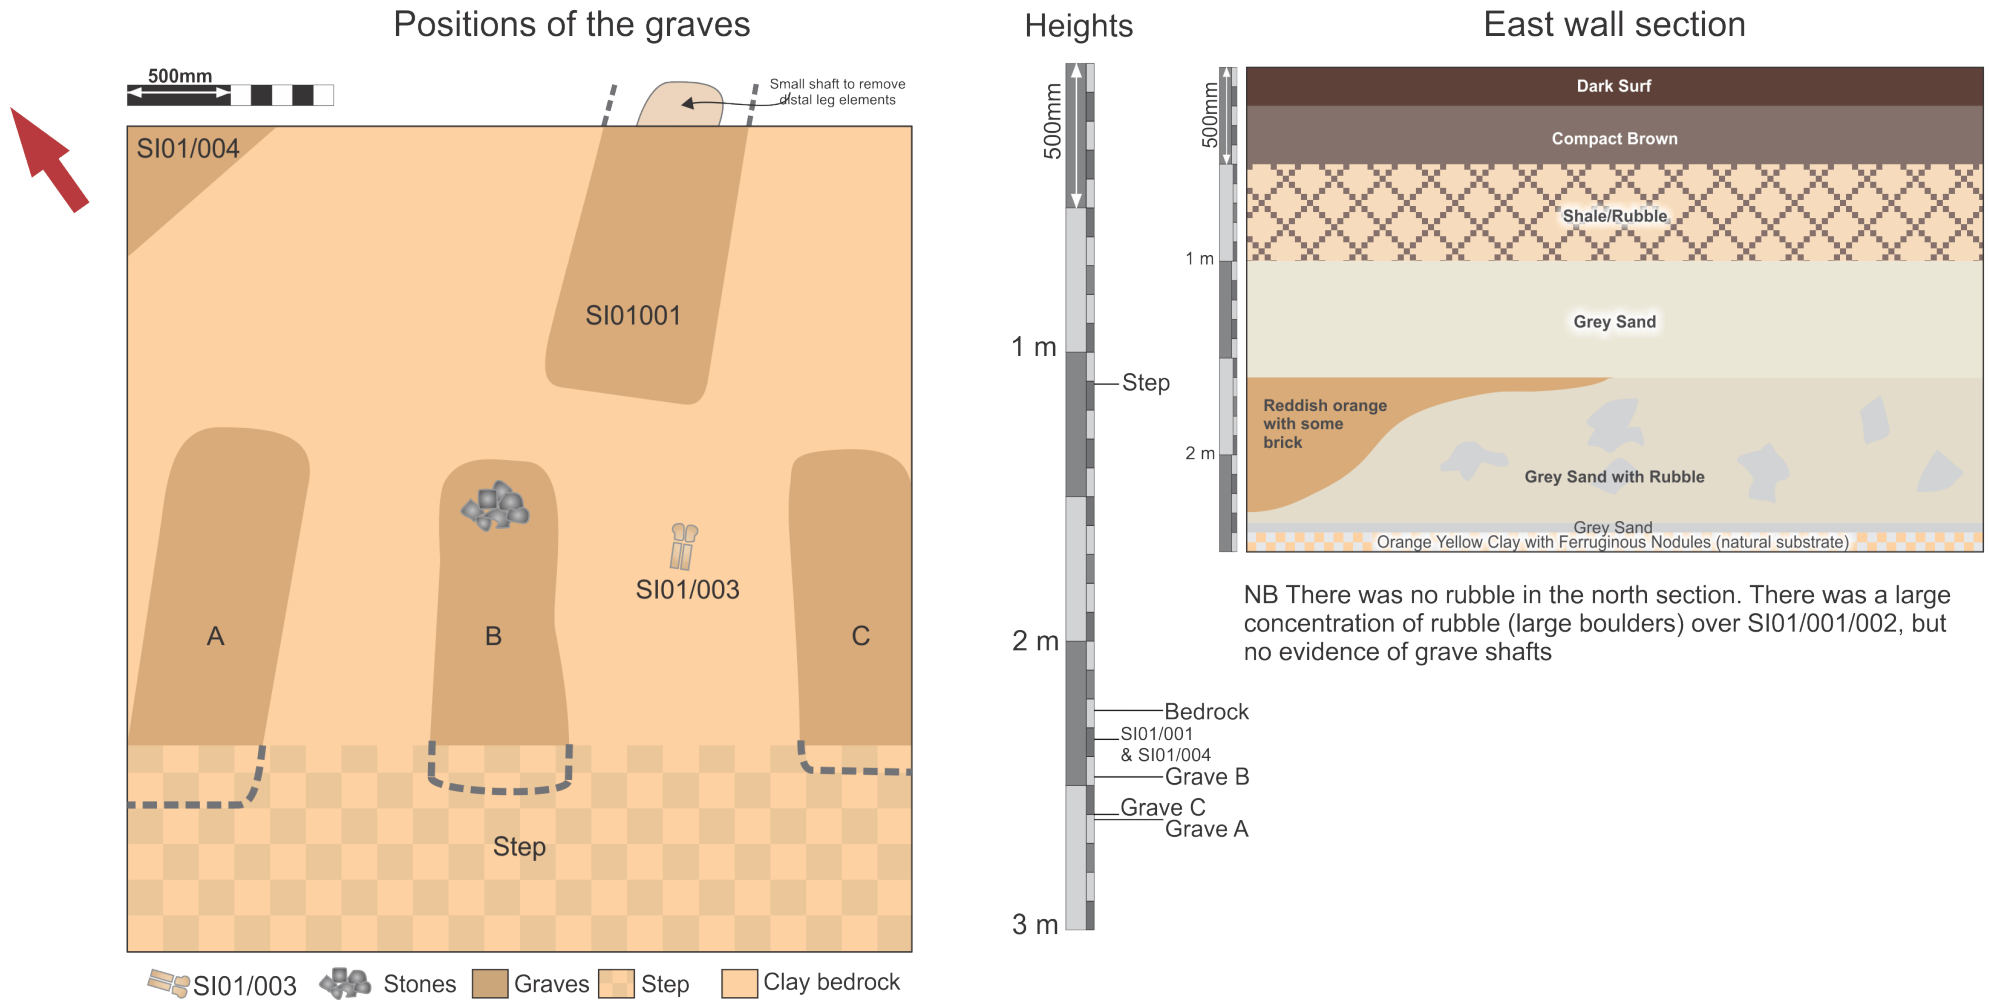 Positions of the graves
500mm
Small shaft to remove
distal leg elements
SI01/004
SI01001
SI01/003
A
B
C
Step
SI01/003
Stones
Graves
Step
Clay bedrock
Heights
500mm
1 m
Step
2 m
Bedrock
SI01/001
& SI01/004
Grave B
Grave C
Grave A
3 m
East wall section
500mm
1 m
2 m
Dark Surf
Compact Brown
Shale/Rubble
Grey Sand
Reddish orange
with some
brick
Grey Sand with Rubble
Grey Sand
Orange Yellow Clay with Ferruginous Nodules (natural substrate)
NB There was no rubble in the north section. There was a large
concentration of rubble (large boulders) over SI01/001/002, but
no evidence of grave shafts